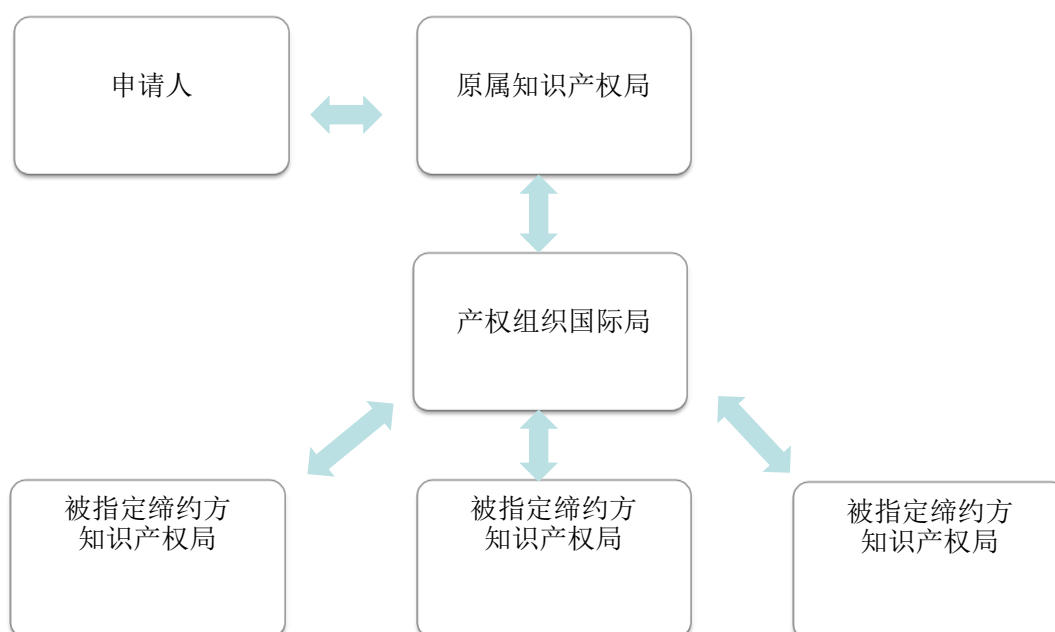 申请人
原属知识产权局
产权组织国际局
被指定缔约方
知识产权局
被指定缔约方
知识产权局
被指定缔约方
知识产权局